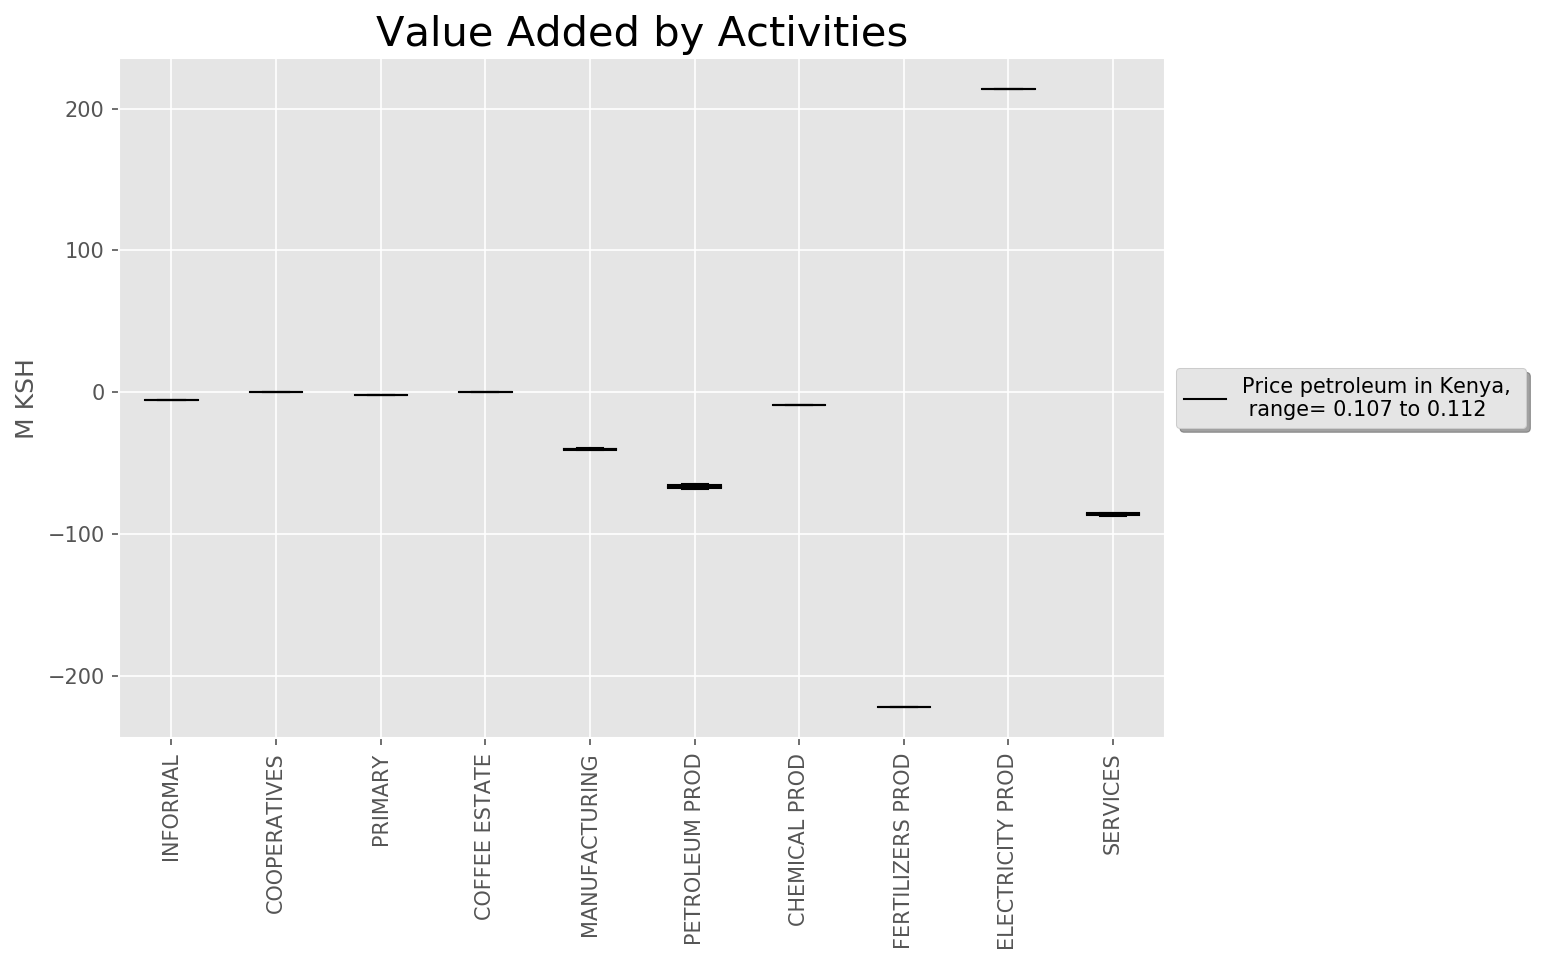 Value Added by Activities
M KSH
200
100
0
−100
−200
INFORMAL
COOPERATIVES
PRIMARY
COFFEE ESTATE
MANUFACTURING
PETROLEUM PROD
CHEMICAL PROD
FERTILIZERS PROD
ELECTRICITY PROD
SERVICES
Price petroleum in Kenya,
range= 0.107 to 0.112